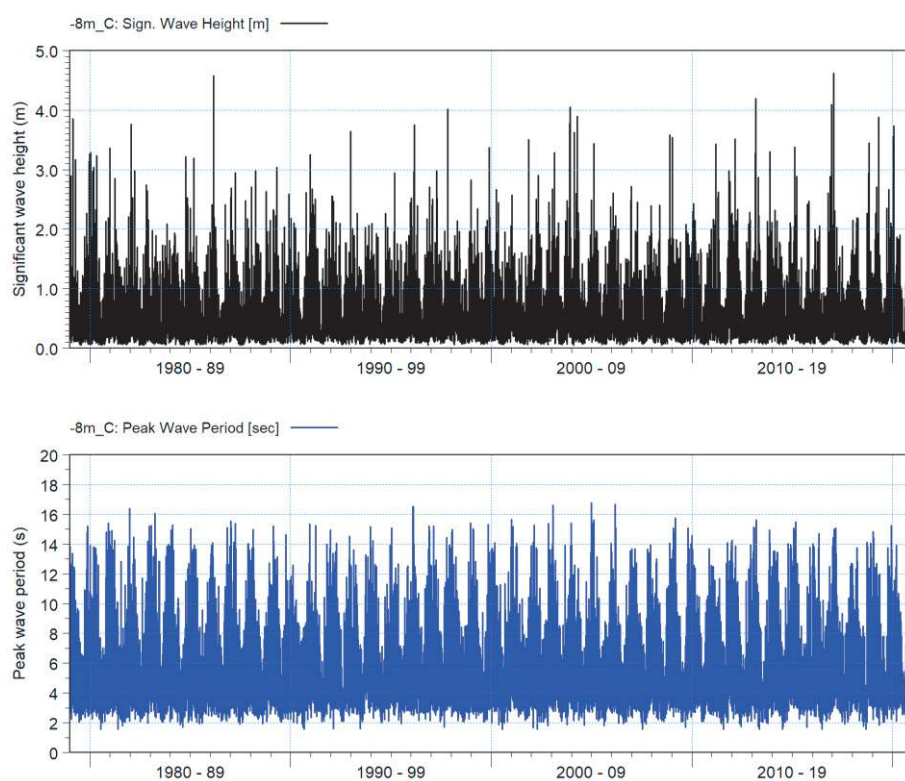 -8m_C: Sign. Wave Height [m]
Significant wave height (m)
5.0
4.0
3.0
2.0
1.0
0.0
1980 - 89 1990 - 99 2000 - 09 2010 - 19
-8m_C: Peak Wave Period [sec]
Peak wave period (s)
20
18
16
14
12
10
8
6
4
2
0
1980 - 89 1990 - 99 2000 - 09 2010 - 19